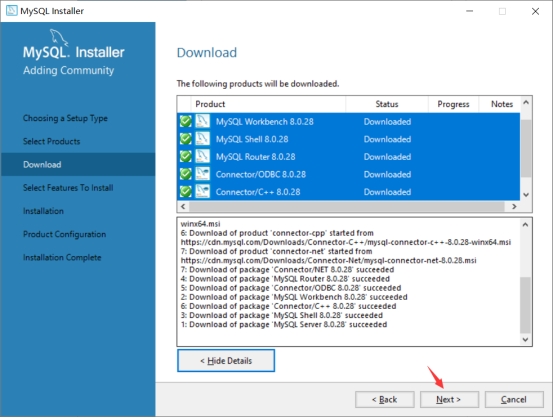 MySQL Installer
MySQL. Installer
Adding Community
Choosing a Setup Type
Select Products
Download
Select Features To Install
Installation
Product Configuration
Installation Complete
Download
The following products will be downloaded.
Product Status Progress Notes
MySQL Workbench 8.0.28 Downloaded
MySQL Shell 8.0.28 Downloaded
MySQL Router 8.0.28 Downloaded
Connector/ODBC 8.0.28 Downloaded
Connector/C++ 8.0.28 Downloaded
winx64.msi
6: Download of product 'connector-cpp' started from
https://cdn.mysql.com/Downloads/Connector-C++/mysql-connector-c++-8.0.28-winx64.msi
7: Download of product 'connector-net' started from
https://cdn.mysql.com/Downloads/Connector-Net/mysql-connector-net-8.0.28.msi
7: Download of package 'Connector/NET 8.0.28' succeeded
4: Download of package 'MySQL Router 8.0.28' succeeded
5: Download of package 'Connector/ODBC 8.0.28' succeeded
2: Download of package 'MySQL Workbench 8.0.28' succeeded
6: Download of package 'Connector/C++ 8.0.28' succeeded
3: Download of package 'MySQL Shell 8.0.28' succeeded
1: Download of package 'MySQL Server 8.0.28' succeeded
< Hide Details
< Back Next > Cancel